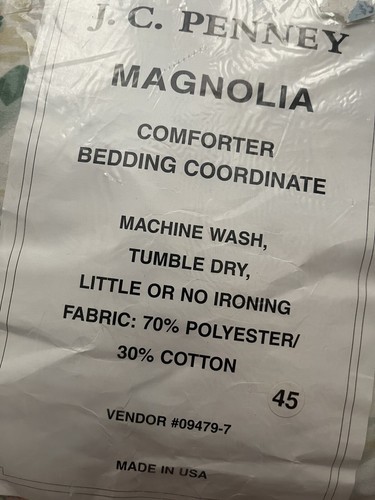 J. C. PENNEY
MAGNOLIA
COMFORTER
BEDDING COORDINATE
MACHINE WASH,
TUMBLE DRY,
LITTLE OR NO IRONING
FABRIC: 70% POLYESTER/
30% COTTON
45
VENDOR #09479-7
MADE IN USA